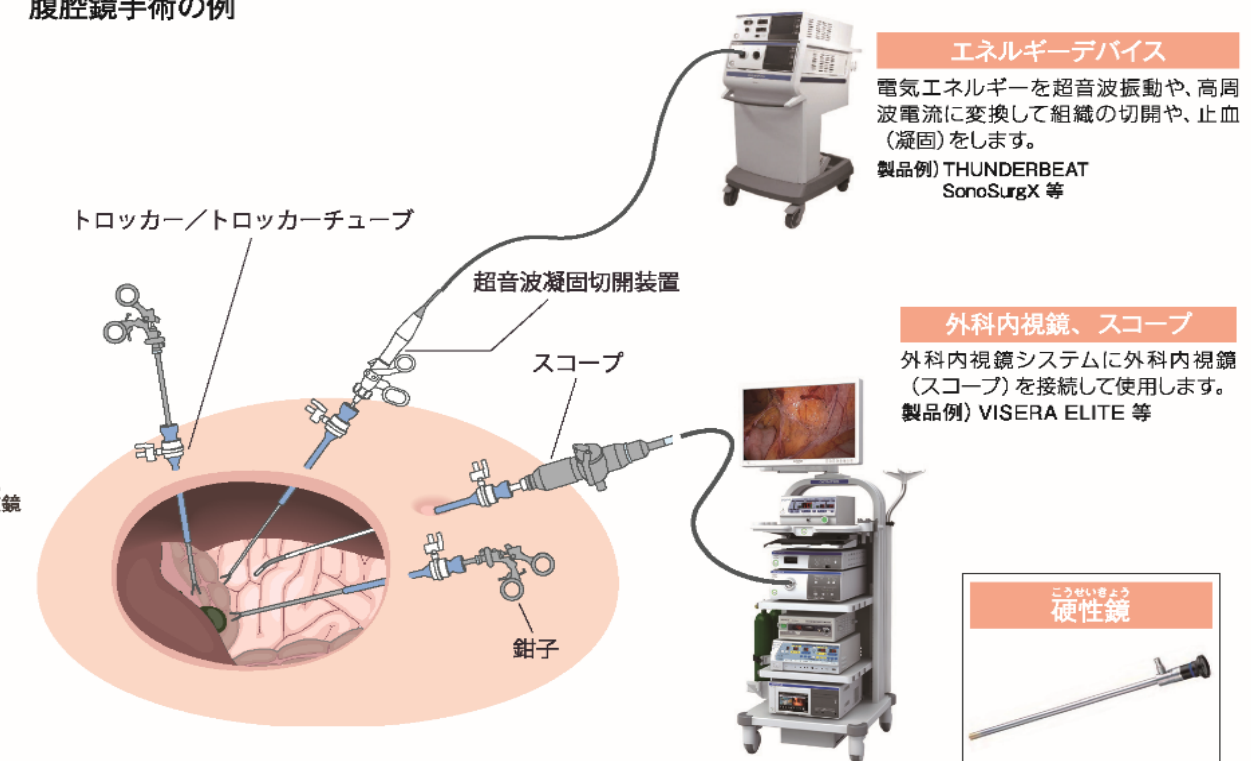 腹腔鏡手術の例
エネルギーデバイス
電気エネルギーを超音波振動や、高周
波電流に変換して組織の切開や、止血
(凝固)をします。
製品例)THUNDERBEAT
SonoSurgX 等
トロッカー/トロッカーチューブ
超音波凝固切開装置
スコープ
鉗子
鏡
外科内視鏡、スコープ
外科内視鏡システムに外科内視鏡
(スコープ)を接続して使用します。
製品例)VISERA ELITE 等
こうせいきょう
硬性鏡